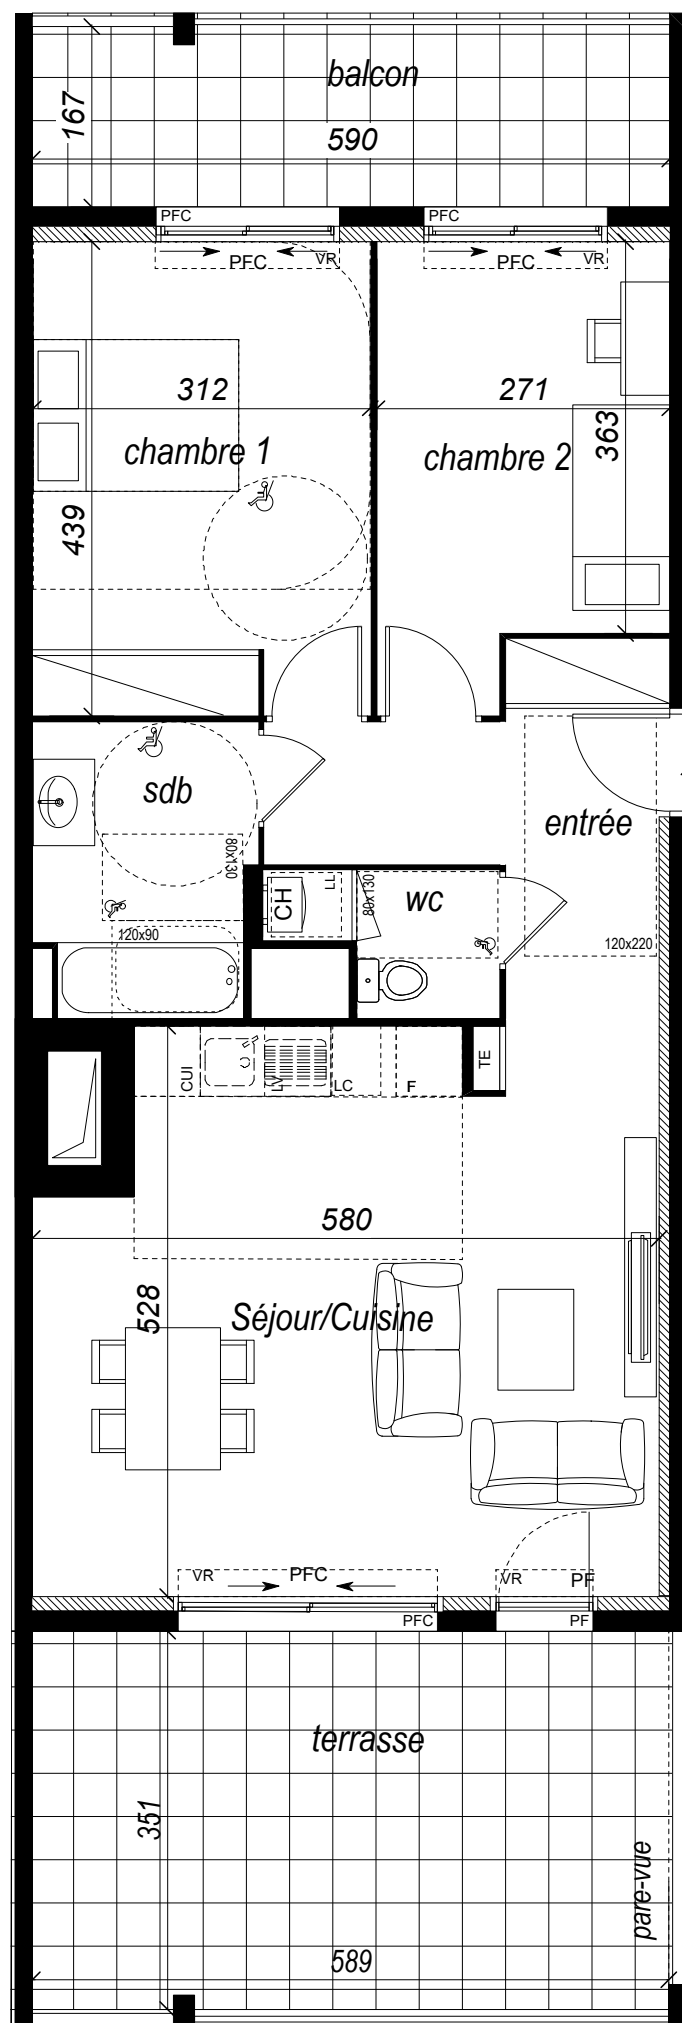 balcon
167
590
PFC
PFC
PFC
VR
PFC
VR
312
271
chambre 1
chambre 2
363
439
sdb
entrée
80x130
CH
LL
80x130
wc
120x90
120x220
CUI
LV
LC
F
TE
580
528
Séjour/Cuisine
VR
PFC
VR
PF
PFC
PF
terrasse
351
pare-vue
589